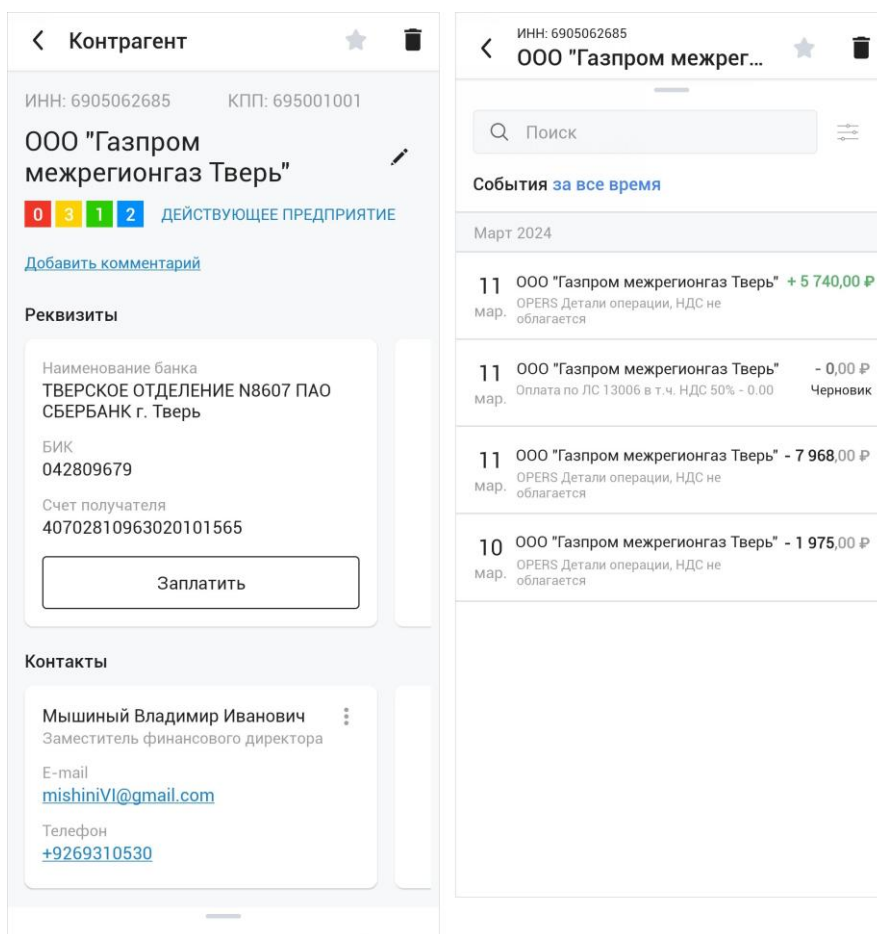 Контрагент
ИНН: 6905062685 КПП: 695001001
ООО "Газпром
межрегионгаз Тверь"
0 3 1 2 ДЕЙСТВУЮЩЕЕ ПРЕДПРИЯТИЕ
Добавить комментарий
Реквизиты
Наименование банка
ТВЕРСКОЕ ОТДЕЛЕНИЕ N8607 ПАО
СБЕРБАНК г. Тверь
БИК
042809679
Счет получателя
40702810963020101565
Заплатить
Контакты
Мышиный Владимир Иванович
Заместитель финансового директора
E-mail
mishiniVI@gmail.com
Телефон
+9269310530
ИНН: 6905062685
ООО "Газпром межрег...
Поиск
События за все время
Март 2024
11 ООО "Газпром межрегионгаз Тверь" + 5 740,00 ₽
мар. OPERS Детали операции, НДС не
облагается
11 ООО "Газпром межрегионгаз Тверь" - 0,00 ₽
мар. Оплата по ЛС 13006 в т.ч. НДС 50% - 0.00 Черновик
11 ООО "Газпром межрегионгаз Тверь" - 7 968,00 ₽
мар. OPERS Детали операции, НДС не
облагается
10 ООО "Газпром межрегионгаз Тверь" - 1 975,00 ₽
мар. OPERS Детали операции, НДС не
облагается